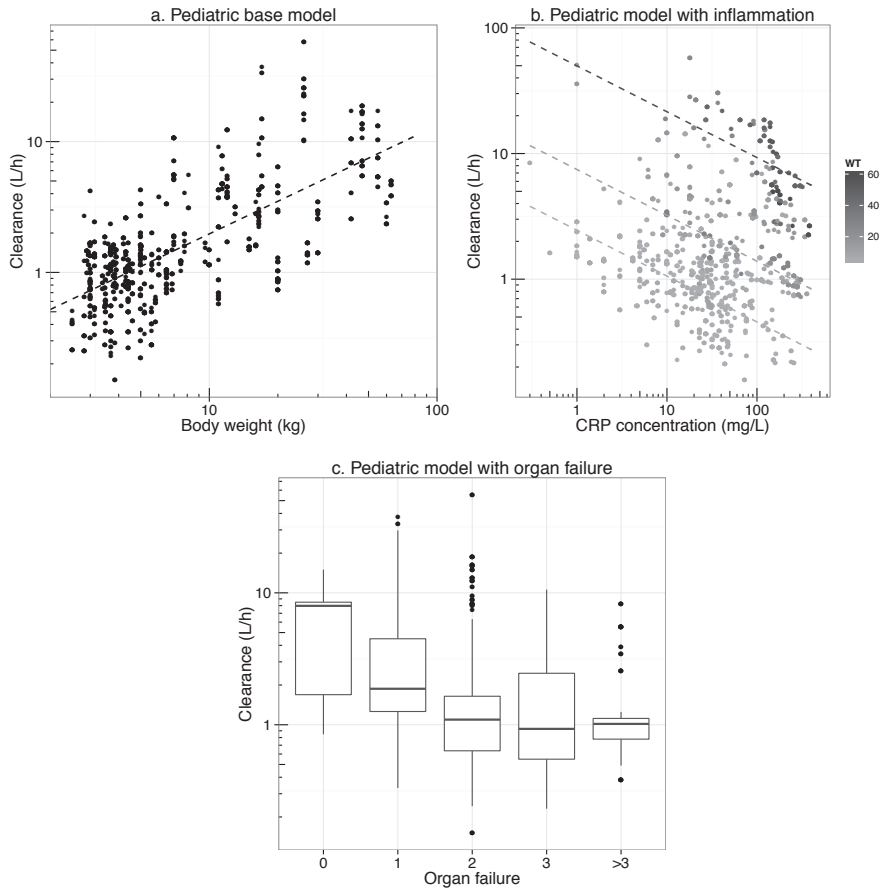 a. Pediatric base model
Clearance (L/h)
10
1
10
100
Body weight (kg)
b. Pediatric model with inflammation
Clearance (L/h)
100
10
1
1
10
100
CRP concentration (mg/L)
WT
60
40
20
c. Pediatric model with organ failure
Clearance (L/h)
10
1
0
1
2
3
>3
Organ failure